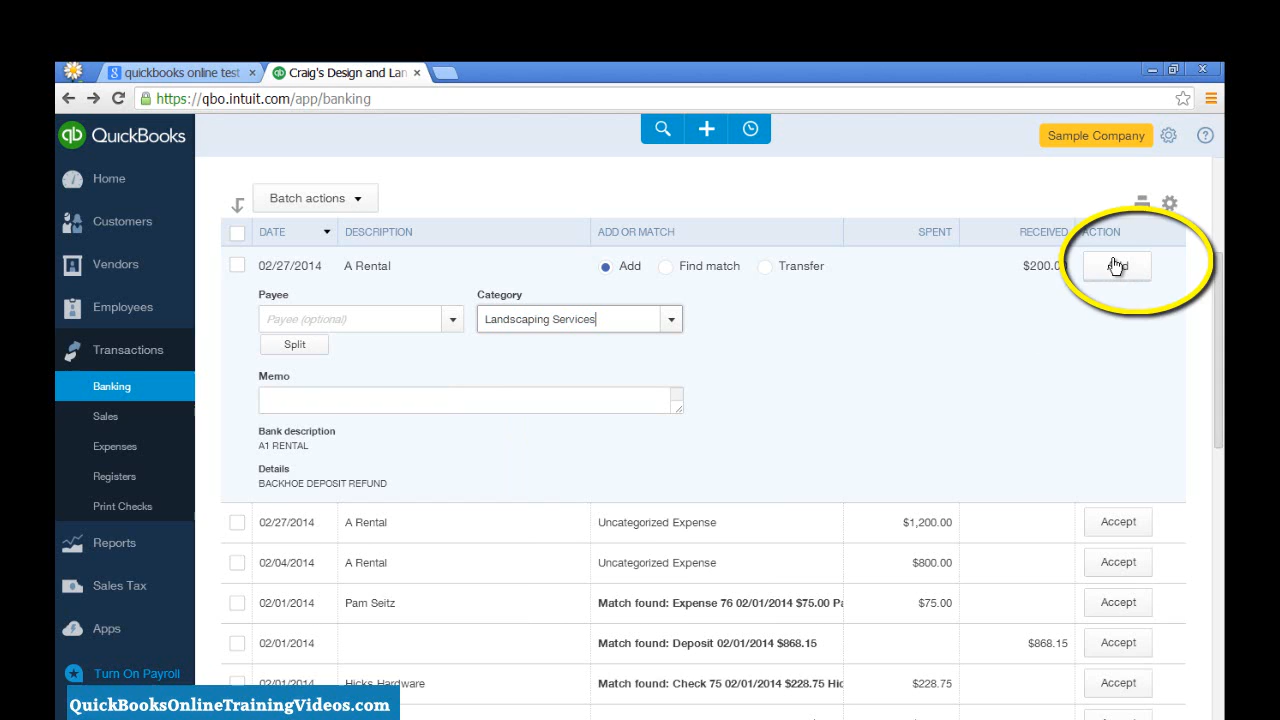 quickbooks online test
Craig's Design and Lan
https://qbo.intuit.com/app/banking
qb QUICKBOOKS
Sample Company
Home
Customers
Vendors
Employees
Transactions
Banking
Sales
Expenses
Registers
Print Checks
Reports
Sales Tax
Apps
Turn On Payroll
Batch actions
DATE DESCRIPTION ADD OR MATCH SPENT RECEIVED ACTION
02/27/2014 A Rental Add Find match Transfer $200.00
Payee Category
Payee (optional) Landscaping Services
Split
Memo
Bank description
A1 RENTAL
Details
BACKHOE DEPOSIT REFUND
02/27/2014 A Rental Uncategorized Expense $1,200.00 Accept
02/04/2014 A Rental Uncategorized Expense $800.00 Accept
02/01/2014 Pam Seitz Match found: Expense 76 02/01/2014 $75.00 Pa $75.00 Accept
02/01/2014 Match found: Deposit 02/01/2014 $868.15 $868.15 Accept
02/01/2014 Hicks Hardware Match found: Check 75 02/01/2014 $228.75 Hic $228.75 Accept
QuickBooksOnlineTrainingVideos.com